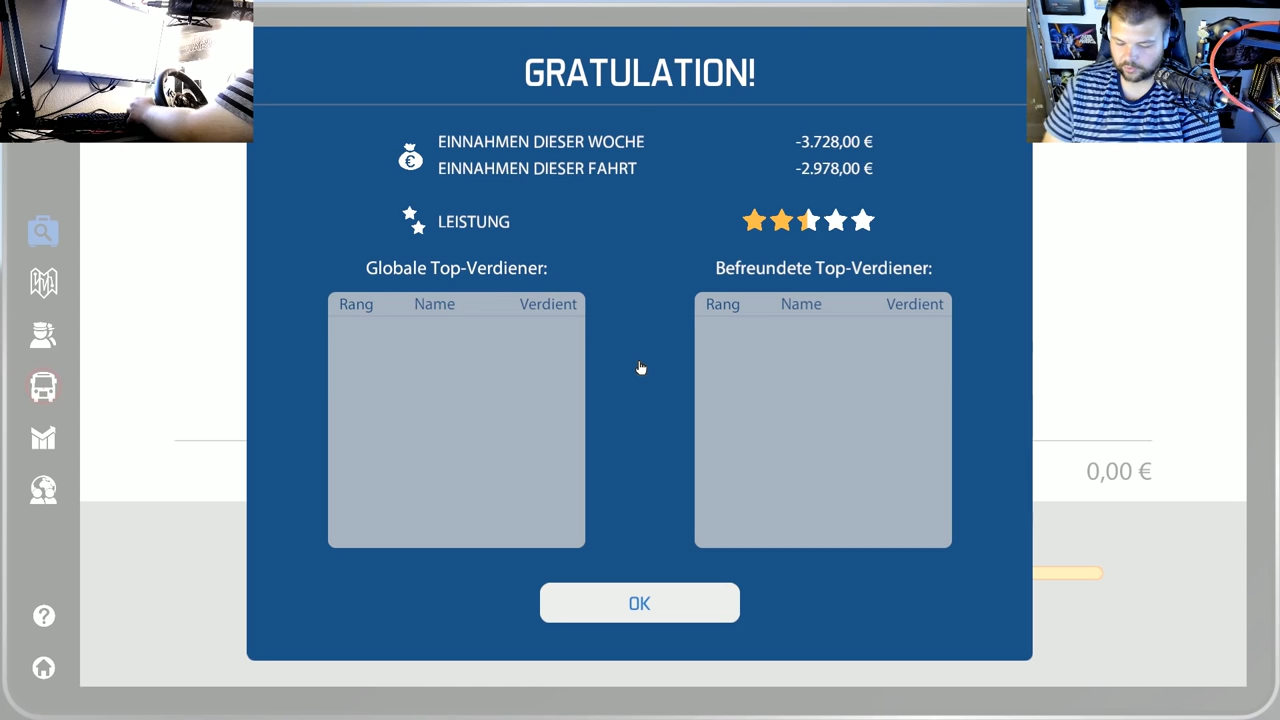 GRATULATION!
EINNAHMEN DIESER WOCHE -3.728,00 €
EINNAHMEN DIESER FAHRT -2.978,00 €
LEISTUNG
Globale Top-Verdiener:
Rang Name Verdient
Befreundete Top-Verdiener:
Rang Name Verdient
0,00 €
OK